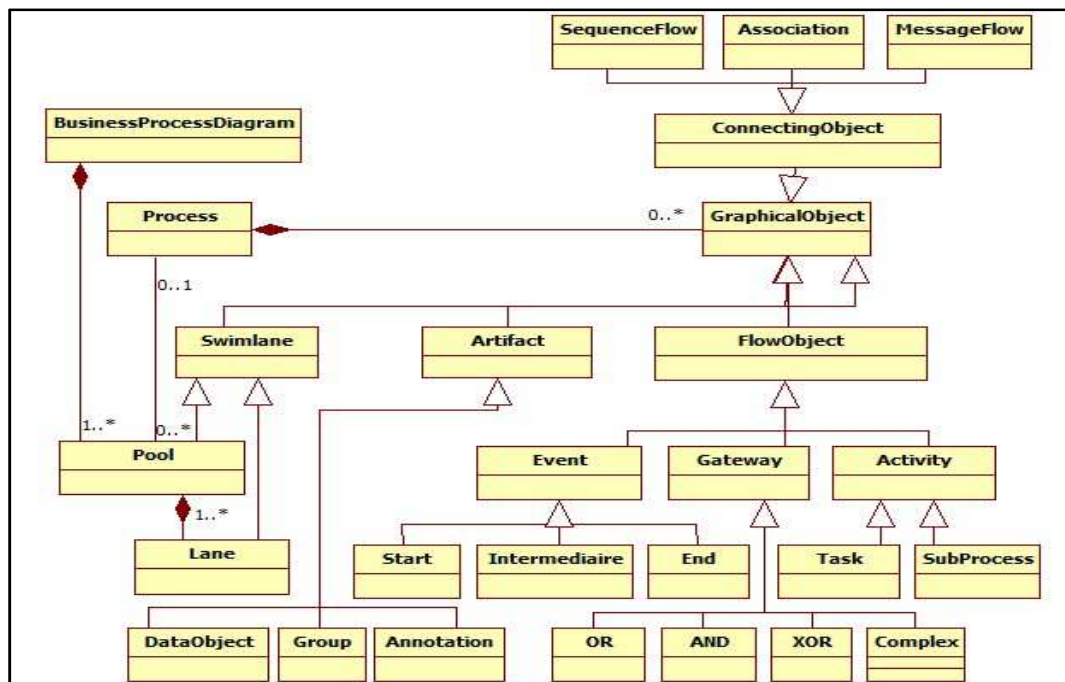 SequenceFlow Association MessageFlow
BusinessProcessDiagram
ConnectingObject
Process 0..* GraphicalObject
0..1
Swimlane Artifact FlowObject
1..* 0..*
Pool Event Gateway Activity
1..*
Lane Start Intermediaire End Task SubProcess
DataObject Group Annotation OR AND XOR Complex